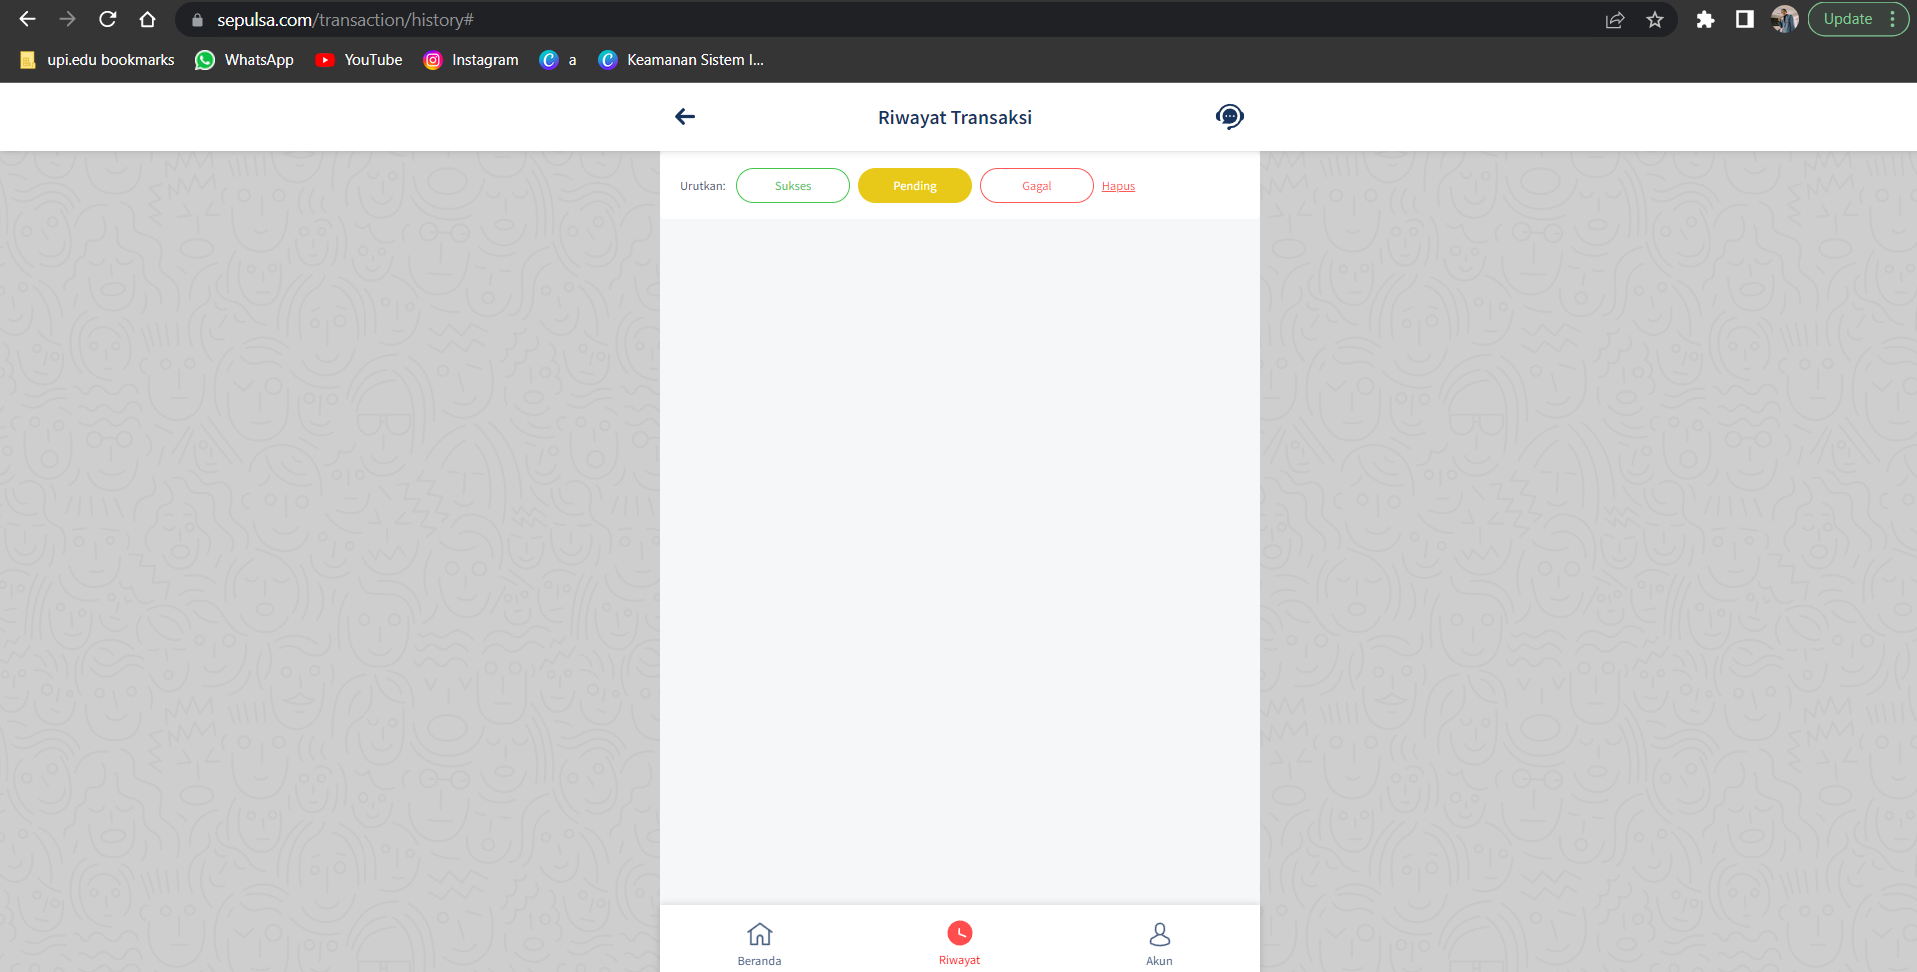 sepulsa.com/transaction/history#
Update
upi.edu bookmarks WhatsApp YouTube Instagram a Keamanan Sistem I...
Riwayat Transaksi
Urutkan: Sukses Pending Gagal Hapus
Beranda Riwayat Akun